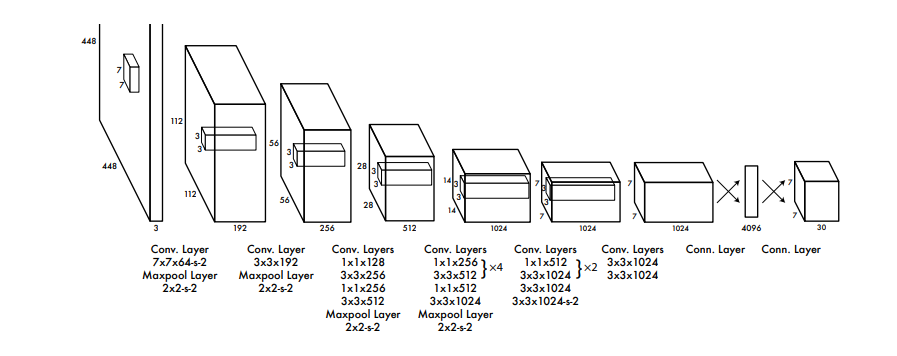 448
7
7
448
3
112
3
3
112
192
56
3
3
56
256
28
3
3
28
512
14
3
3
14
1024
7
3
3
7
1024
7
7
1024
4096
7
7
30
Conv. Layer
7x7x64-s-2
Maxpool Layer
2x2-s-2
Conv. Layer
3x3x192
Maxpool Layer
2x2-s-2
Conv. Layers
1x1x128
3x3x256
1x1x256
3x3x512
Maxpool Layer
2x2-s-2
Conv. Layers
1x1x256 }×4
3x3x512
1x1x512
3x3x1024
Maxpool Layer
2x2-s-2
Conv. Layers
1x1x512 }×2
3x3x1024
3x3x1024
3x3x1024-s-2
Conv. Layers
3x3x1024
3x3x1024
Conn. Layer
Conn. Layer